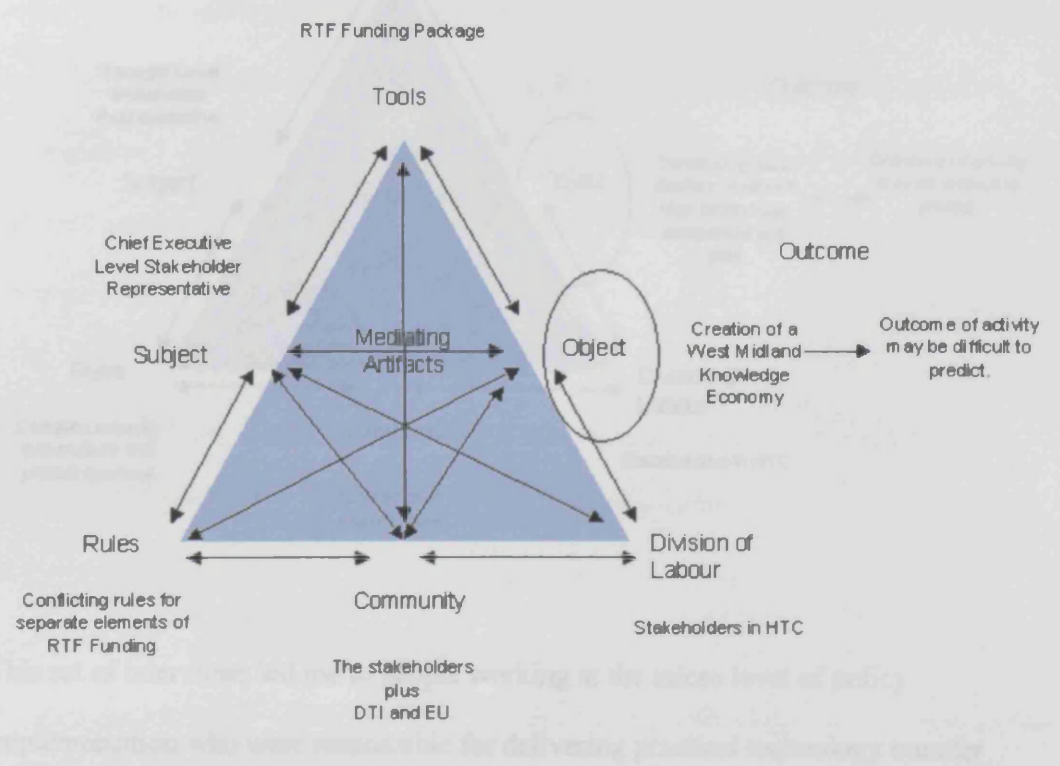 RTF Funding Package
Tools
Chief Executive
Level Stakeholder
Representative
Subject
Mediating
Artifacts
Object
Outcome
Creation of a
West Midland
Knowledge
Economy
Outcome of activity
may be difficult to
predict.
Rules
Conflicting rules for
separate elements of
RTF Funding
Community
The stakeholders
plus
DTI and EU
Division of
Labour
Stakeholders in HTC